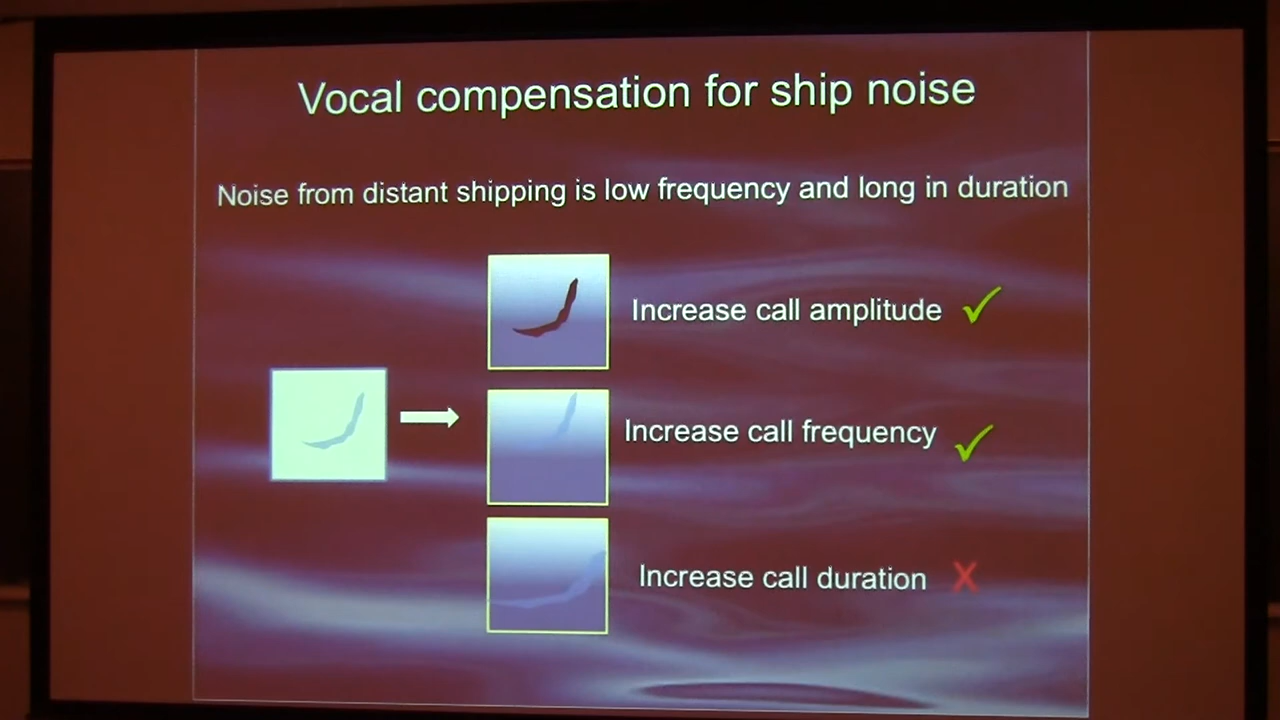 Vocal compensation for ship noise
Noise from distant shipping is low frequency and long in duration
Increase call amplitude
Increase call frequency
Increase call duration